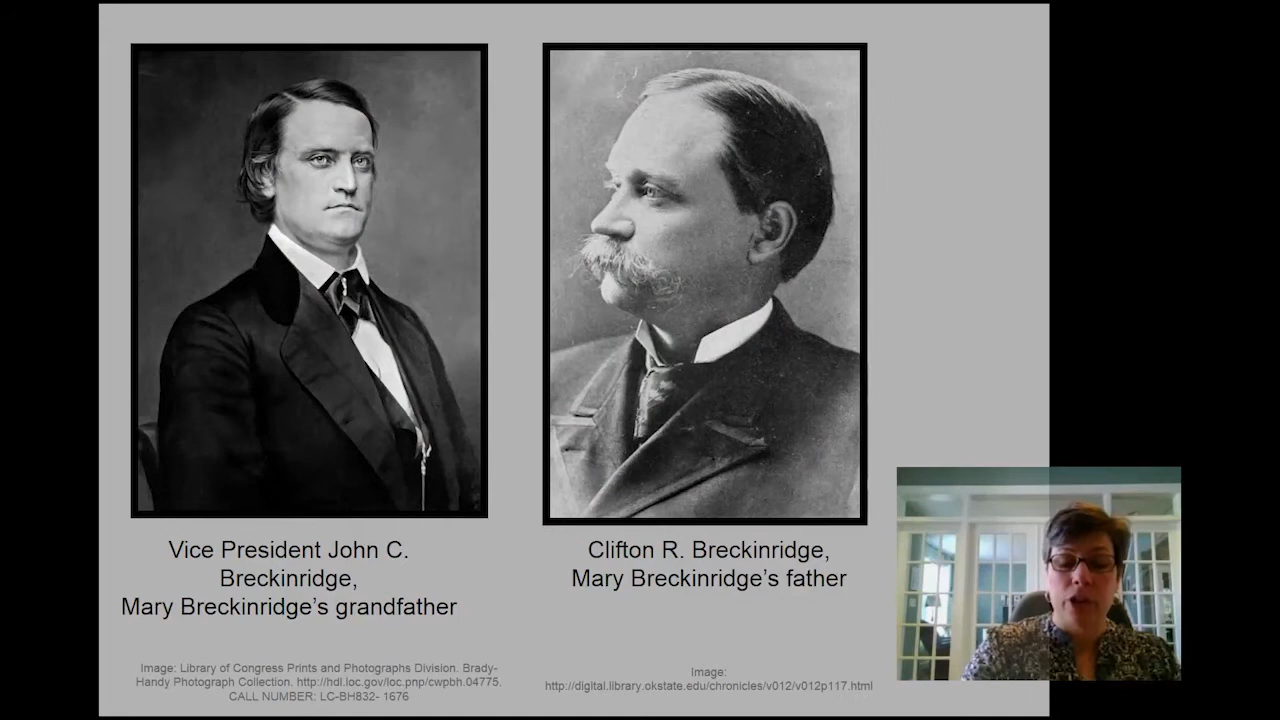 Vice President John C.
Breckinridge,
Mary Breckinridge's grandfather
Clifton R. Breckinridge,
Mary Breckinridge's father
Image: Library of Congress Prints and Photographs Division. Brady-
Handy Photograph Collection. http://hdl.loc.gov/loc.pnp/cwpbh.04775.
CALL NUMBER: LC-BH832- 1676
Image:
http://digital.library.okstate.edu/chronicles/v012/v012p117.html